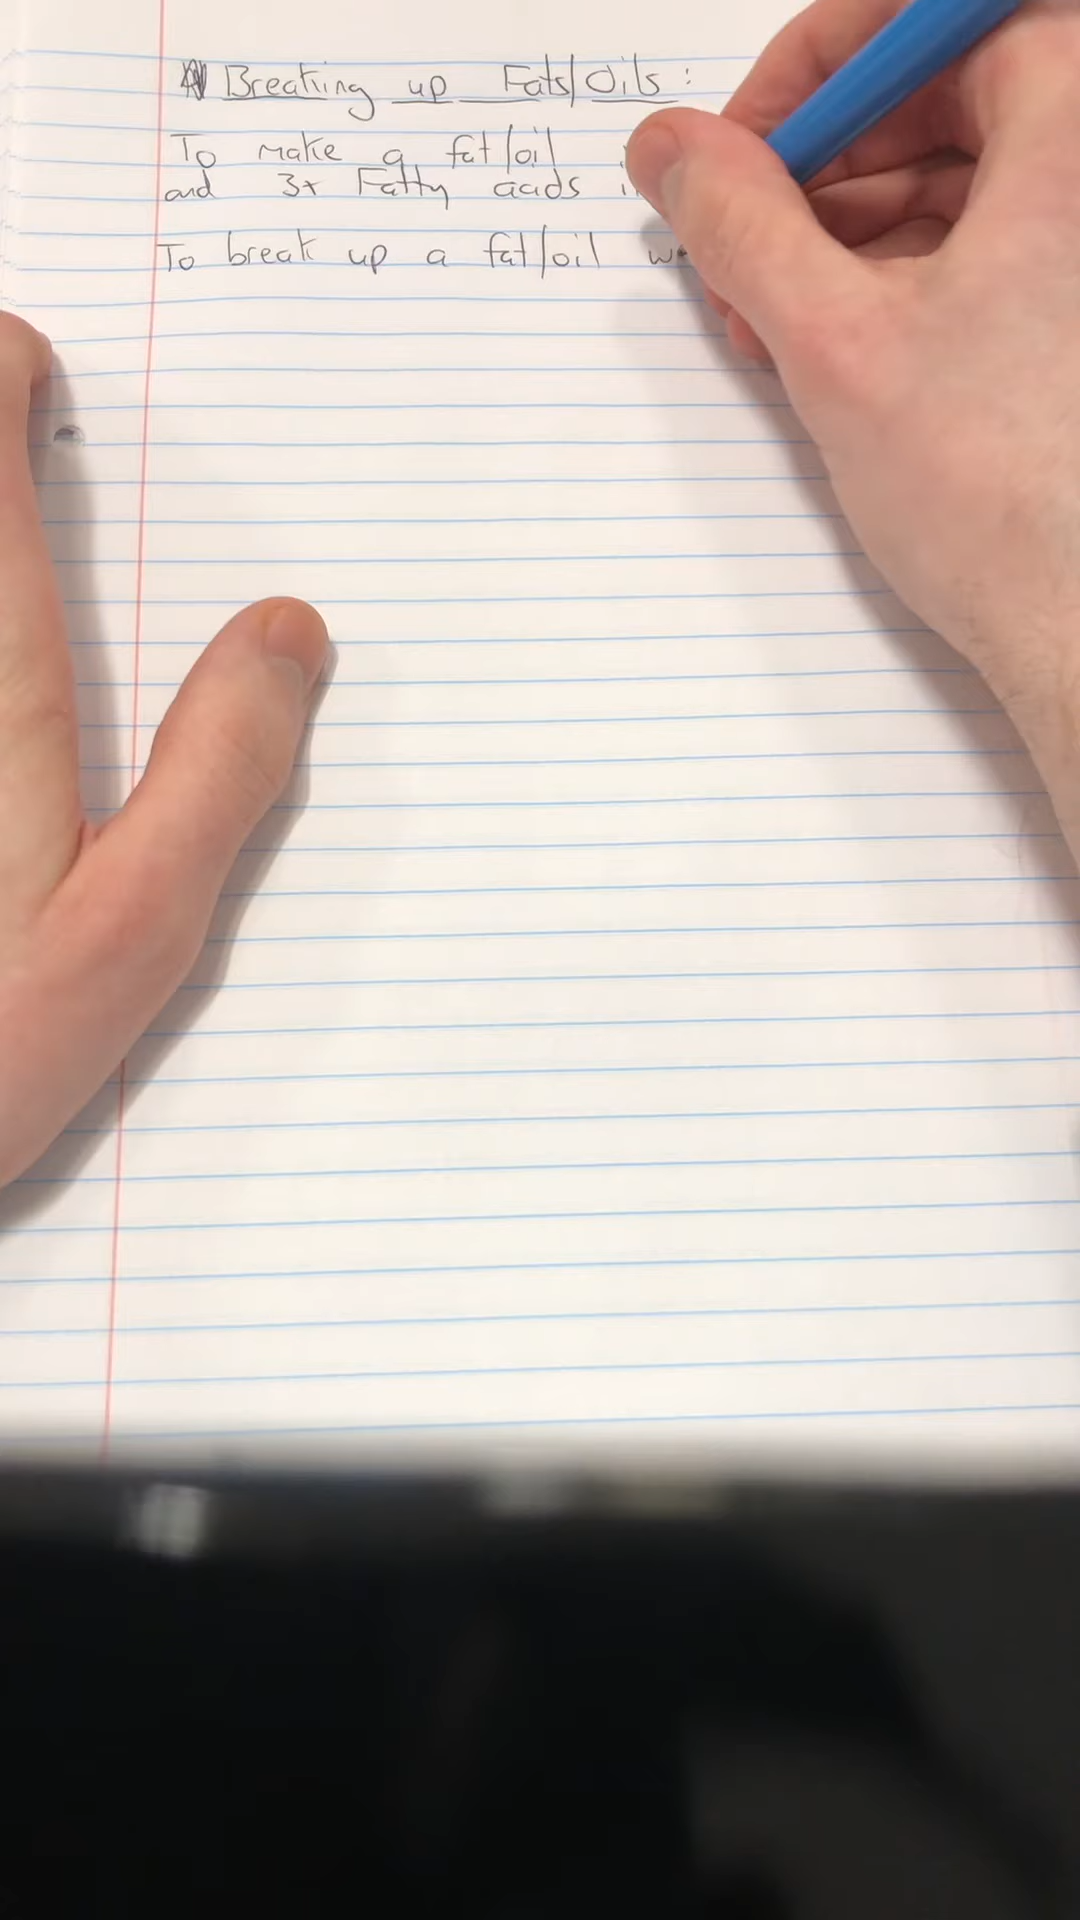 Breaking up Fats/Oils:
To make a fat/oil
and 3x Fatty acids
To break up a fat/oil